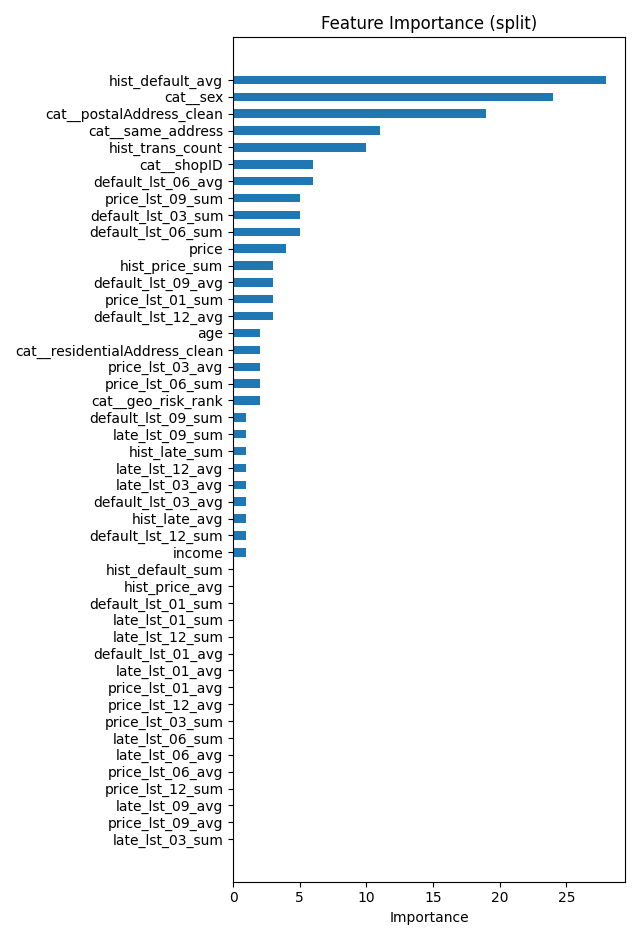 Feature Importance (split)
hist_default_avg
cat__sex
cat__postalAddress_clean
cat__same_address
hist_trans_count
cat__shopID
default_lst_06_avg
price_lst_09_sum
default_lst_03_sum
default_lst_06_sum
price
hist_price_sum
default_lst_09_avg
price_lst_01_sum
default_lst_12_avg
age
cat__residentialAddress_clean
price_lst_03_avg
price_lst_06_sum
cat__geo_risk_rank
default_lst_09_sum
late_lst_09_sum
hist_late_sum
late_lst_12_avg
late_lst_03_avg
default_lst_03_avg
hist_late_avg
default_lst_12_sum
income
hist_default_sum
hist_price_avg
default_lst_01_sum
late_lst_01_sum
late_lst_12_sum
default_lst_01_avg
late_lst_01_avg
price_lst_01_avg
price_lst_12_avg
price_lst_03_sum
late_lst_06_sum
late_lst_06_avg
price_lst_06_avg
price_lst_12_sum
late_lst_09_avg
price_lst_09_avg
late_lst_03_sum
0 5 10 15 20 25
Importance